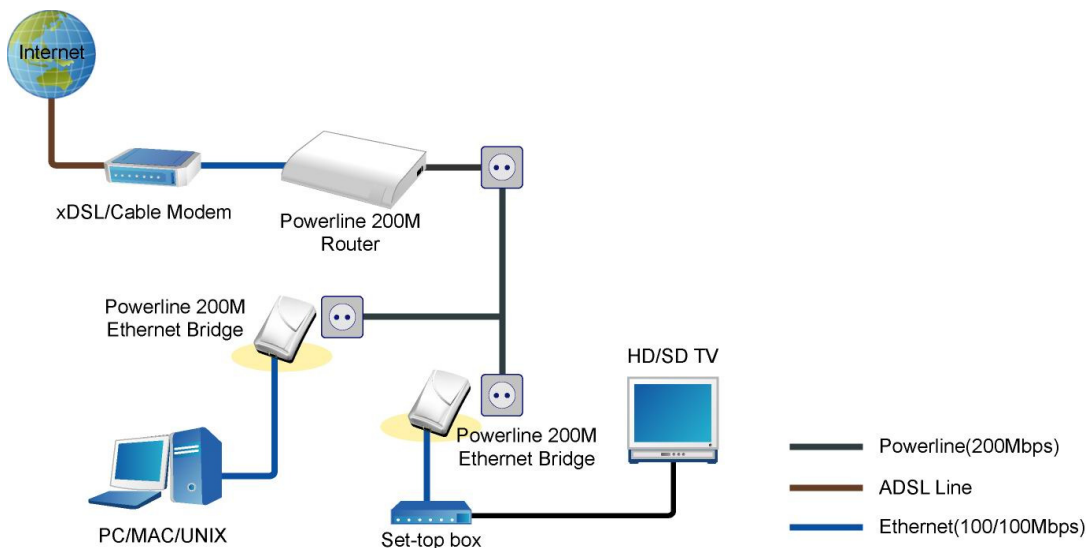 Internet
xDSL/Cable Modem
Powerline 200M
Router
Powerline 200M
Ethernet Bridge
HD/SD TV
Powerline 200M
Ethernet Bridge
PC/MAC/UNIX
Set-top box
Powerline(200Mbps)
ADSL Line
Ethernet(100/100Mbps)